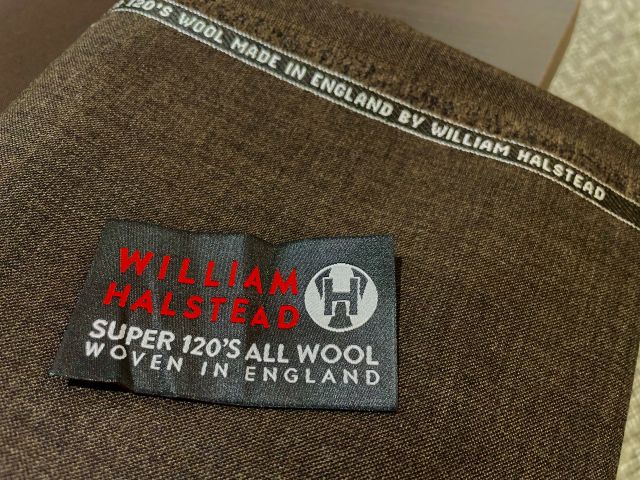 120'S WOOL MADE IN ENGLAND BY WILLIAM HALSTEAD
WILLIAM
HALSTEAD
H
SUPER 120'S ALL WOOL
WOVEN IN ENGLAND